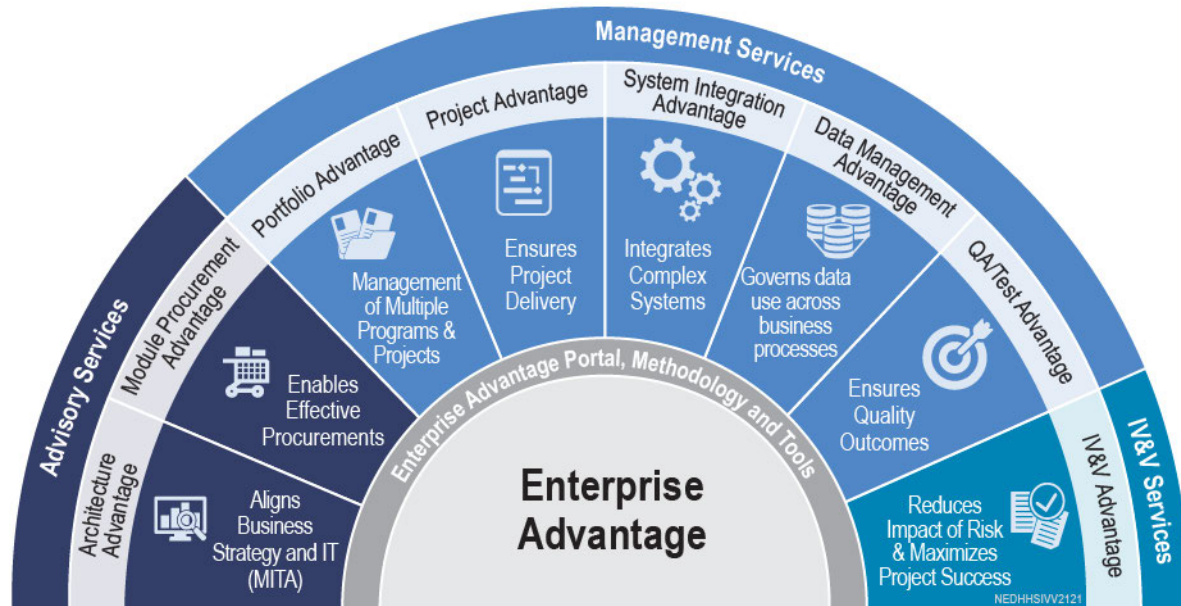 Management Services
Advisory Services
IV&V Services
Architecture
Advantage
Module Procurement
Advantage
Portfolio Advantage
Project Advantage
System Integration
Advantage
Data Management
Advantage
QA/Test Advantage
IV&V Advantage
Aligns
Business
Strategy and IT
(MITA)
Enables
Effective
Procurements
Management
of Multiple
Programs &
Projects
Ensures
Project
Delivery
Integrates
Complex
Systems
Governs data
use across
business
processes
Ensures
Quality
Outcomes
Reduces
Impact of Risk
& Maximizes
Project Success
NEDHHSIVV2121
Enterprise Advantage Portal, Methodology and Tools
Enterprise
Advantage